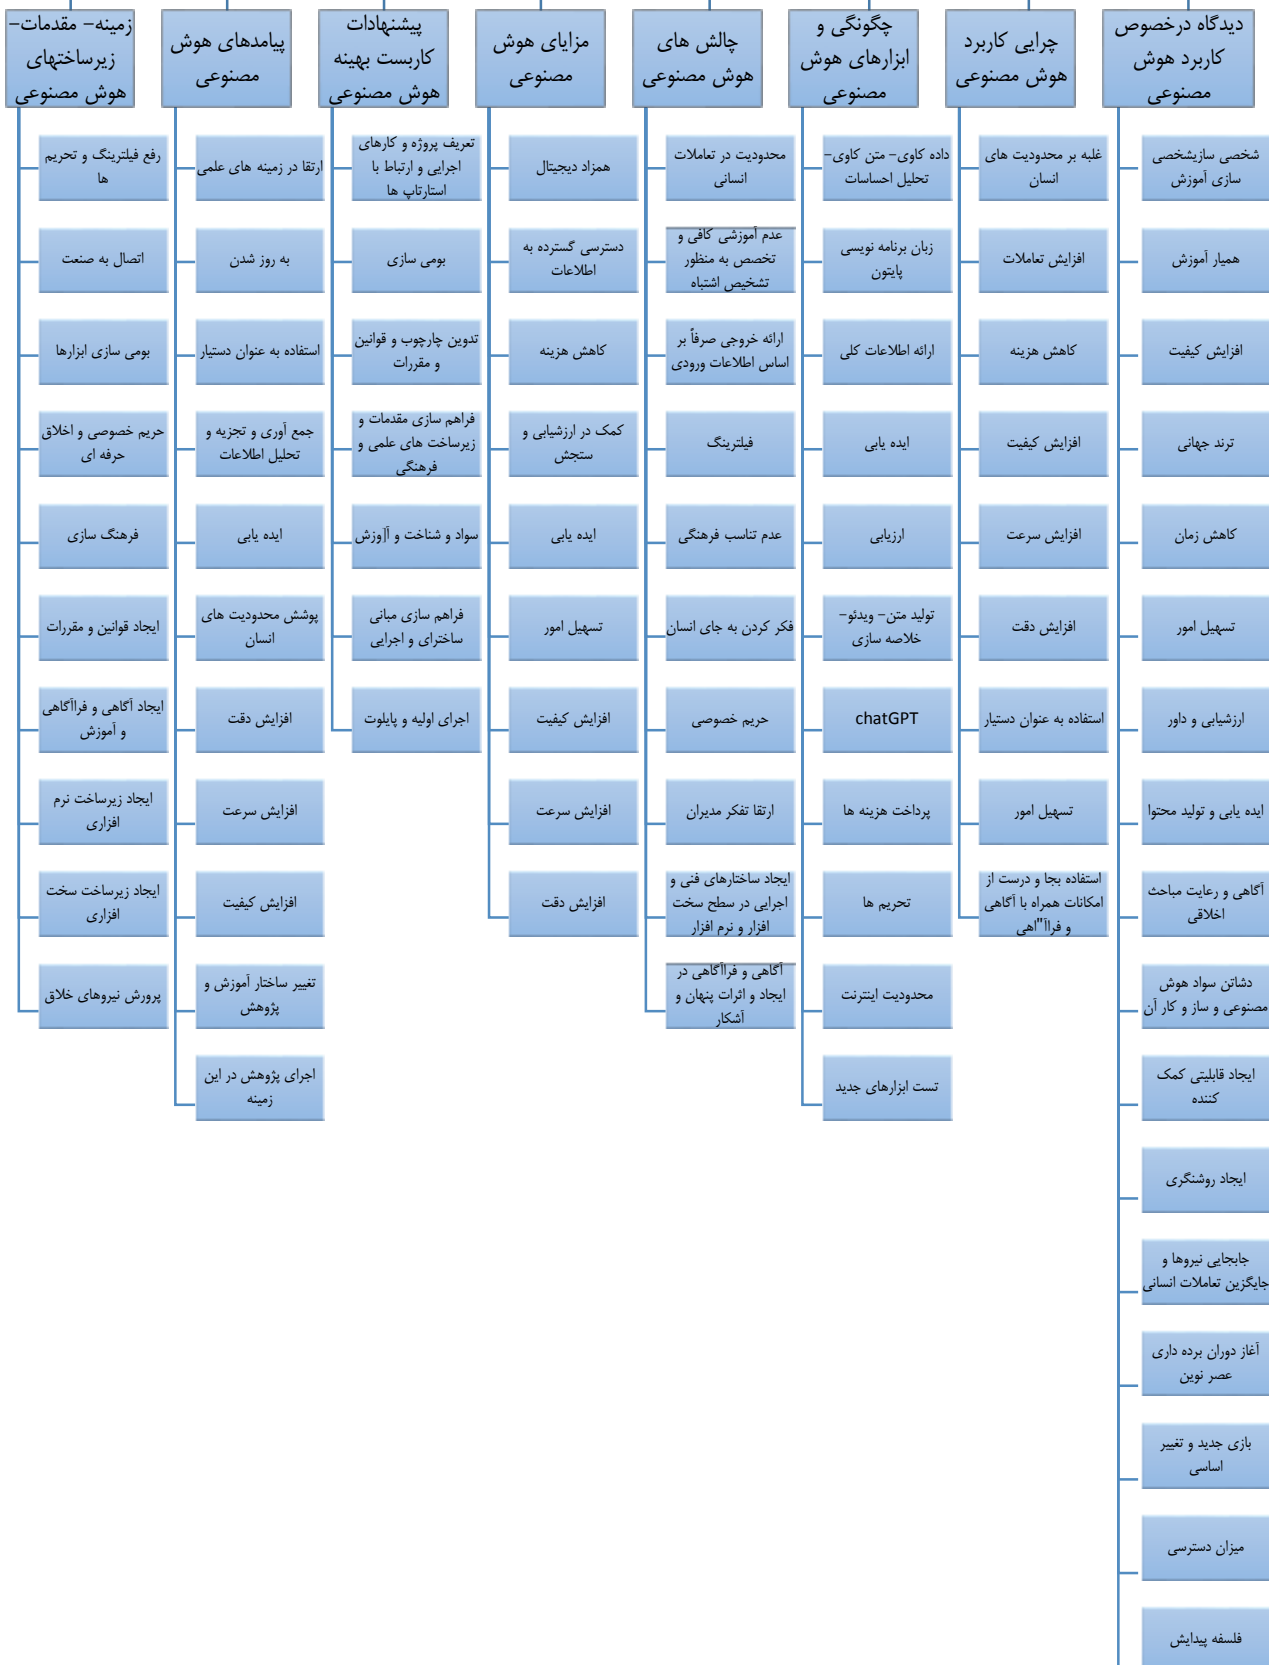 دیدگاه درخصوص
کاربرد هوش
مصنوعی
شخصی سازیشخصی
سازی آموزش
همیار آموزش
افزایش کیفیت
ترند جهانی
کاهش زمان
تسهیل امور
ارزشیابی و داور
ایده یابی و تولید محتوا
آگاهی و رعایت مباحث
اخلاقی
دشاتن سواد هوش
مصنوعی و ساز و کار آن
ایجاد قابلیتی کمک
کننده
ایجاد روشنگری
جابجایی نیروها و
جایگزین تعاملات انسانی
آغاز دوران برده داری
عصر نوین
بازی جدید و تغییر
اساسی
میزان دسترسی
فلسفه پیدایش
چرایی کاربرد
هوش مصنوعی
غلبه بر محدودیت های
انسان
افزایش تعاملات
کاهش هزینه
افزایش کیفیت
افزایش سرعت
افزایش دقت
استفاده به عنوان دستیار
تسهیل امور
استفاده بجا و درست از
امکانات همراه با آگاهی
و فراآ"اهی
چگونگی و
ابزارهای هوش
مصنوعی
داده کاوی- متن کاوی-
تحلیل احساسات
زبان برنامه نویسی
پایتون
ارائه اطلاعات کلی
ایده یابی
ارزیابی
تولید متن- ویدئو-
خلاصه سازی
chatGPT
پرداخت هزینه ها
تحریم ها
محدودیت اینترنت
تست ابزارهای جدید
چالش های
هوش مصنوعی
محدودیت در تعاملات
انسانی
عدم آموزشی کافی و
تخصص به منظور
تشخیص اشتباه
ارائه خروجی صرفاً بر
اساس اطلاعات ورودی
فیلترینگ
عدم تناسب فرهنگی
فکر کردن به جای انسان
حریم خصوصی
ارتقا تفکر مدیران
ایجاد ساختارهای فنی و
اجرایی در سطح سخت
افزار و نرم افزار
آگاهی و فراآگاهی در
ایجاد و اثرات پنهان و
آشکار
مزایای هوش
مصنوعی
همزاد دیجیتال
دسترسی گسترده به
اطلاعات
کاهش هزینه
کمک در ارزشیابی و
سنجش
ایده یابی
تسهیل امور
افزایش کیفیت
افزایش سرعت
افزایش دقت
پیشنهادات
کاربست بهینه
هوش مصنوعی
تعریف پروژه و کارهای
اجرایی و ارتباط با
استارتاپ ها
بومی سازی
تدوین چارچوب و قوانین
و مقررات
فراهم سازی مقدمات و
زیرساخت های علمی و
فرهنگی
سواد و شناخت و آ|وزش
فراهم سازی مبانی
ساخترای و اجرایی
اجرای اولیه و پایلوت
پیامدهای هوش
مصنوعی
ارتقا در زمینه های علمی
به روز شدن
استفاده به عنوان دستیار
جمع آوری و تجزیه و
تحلیل اطلاعات
ایده یابی
پوشش محدودیت های
انسان
افزایش دقت
افزایش سرعت
افزایش کیفیت
تغییر ساختار آموزش و
پژوهش
اجرای پژوهش در این
زمینه
زمینه- مقدمات-
زیرساختهای
هوش مصنوعی
رفع فیلترینگ و تحریم
ها
اتصال به صنعت
بومی سازی ابزارها
حریم خصوصی و اخلاق
حرفه ای
فرهنگ سازی
ایجاد قوانین و مقررات
ایجاد آگاهی و فراآگاهی
و آموزش
ایجاد زیرساخت نرم
افزاری
ایجاد زیرساخت سخت
افزاری
پرورش نیروهای خلاق